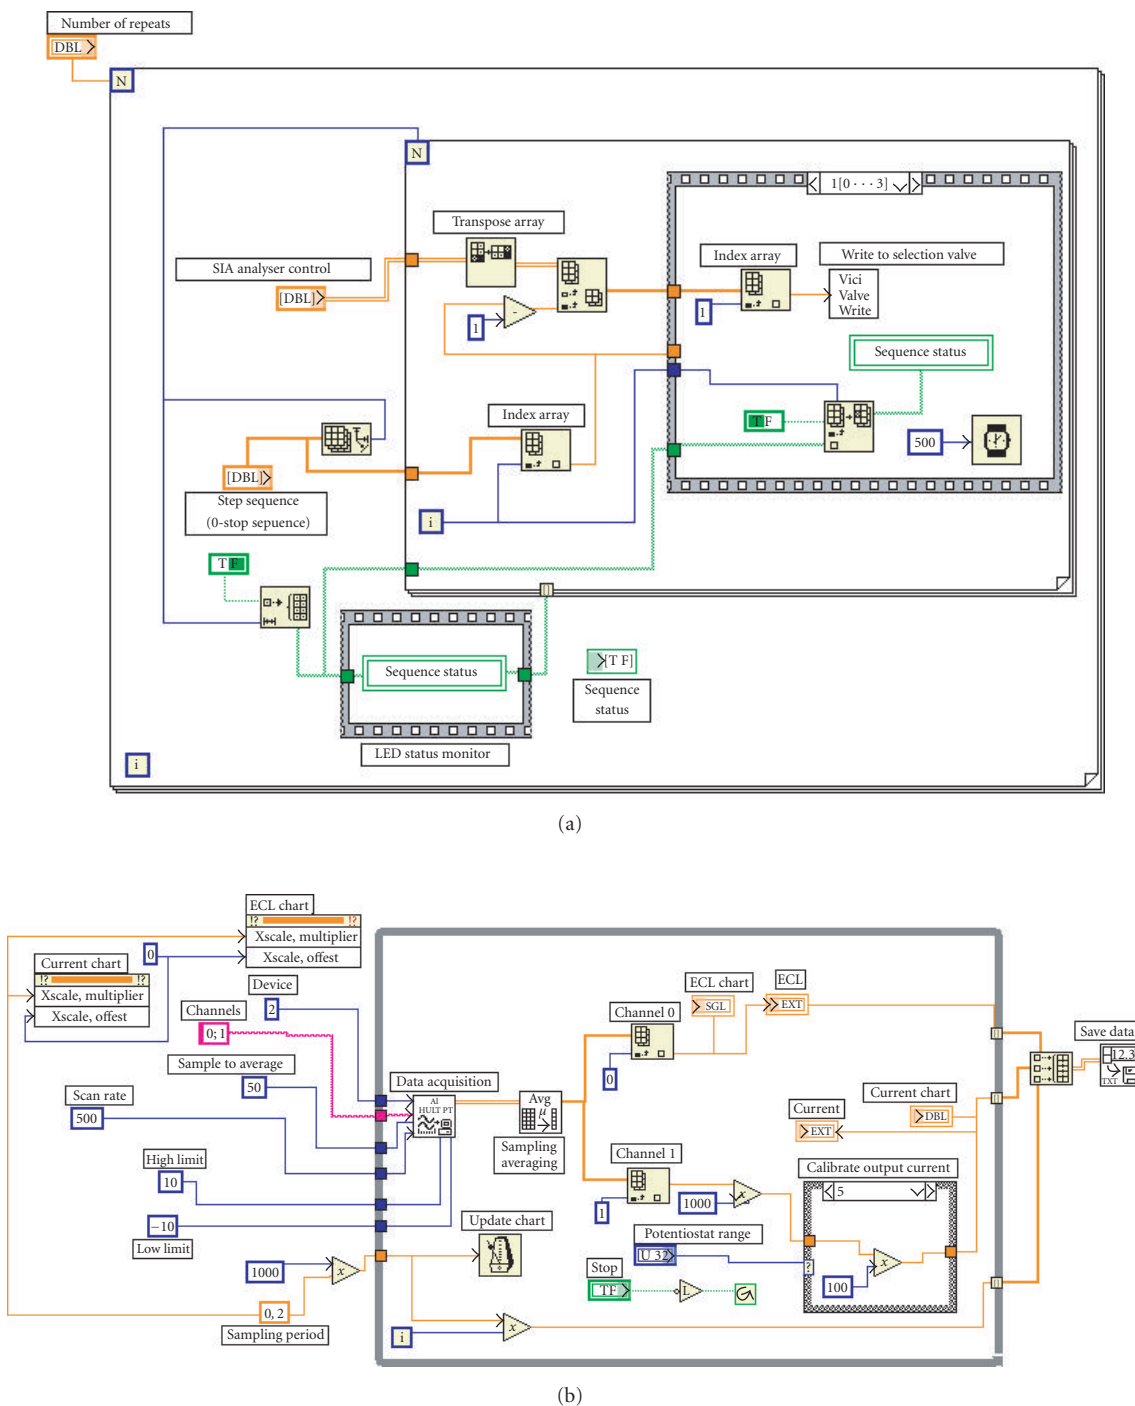 Number of repeats
DBL
N
N
1[0 · · · 3]
Transpose array
SIA analyser control
[DBL]
1
-
Index array
1
Write to selection valve
Vici
Valve
Write
Sequence status
T F
500
Index array
[DBL]
Step sequence
(0-stop sepuence)
i
T F
Sequence status
[T F]
Sequence
status
LED status monitor
i
(a)
ECL chart
!? !?
Xscale, multiplier
Xscale, offest
0
Current chart
!? !?
Xscale, multiplier
Xscale, offest
Device
2
Channels
0; 1
Sample to average
50
Scan rate
500
High limit
10
−10
Low limit
1000
x
0, 2
Sampling period
Data acquisition
AI
HULT PT
Avg
μ
Sampling
averaging
Update chart
i
x
Channel 0
0
ECL chart
SGL
ECL
EXT
Channel 1
1
1000
x
Current
EXT
Current chart
DBL
Calibrate output current
5
Potentiostat range
U 32
?
100
x
Stop
TF
Save data
12.3
TXT
(b)